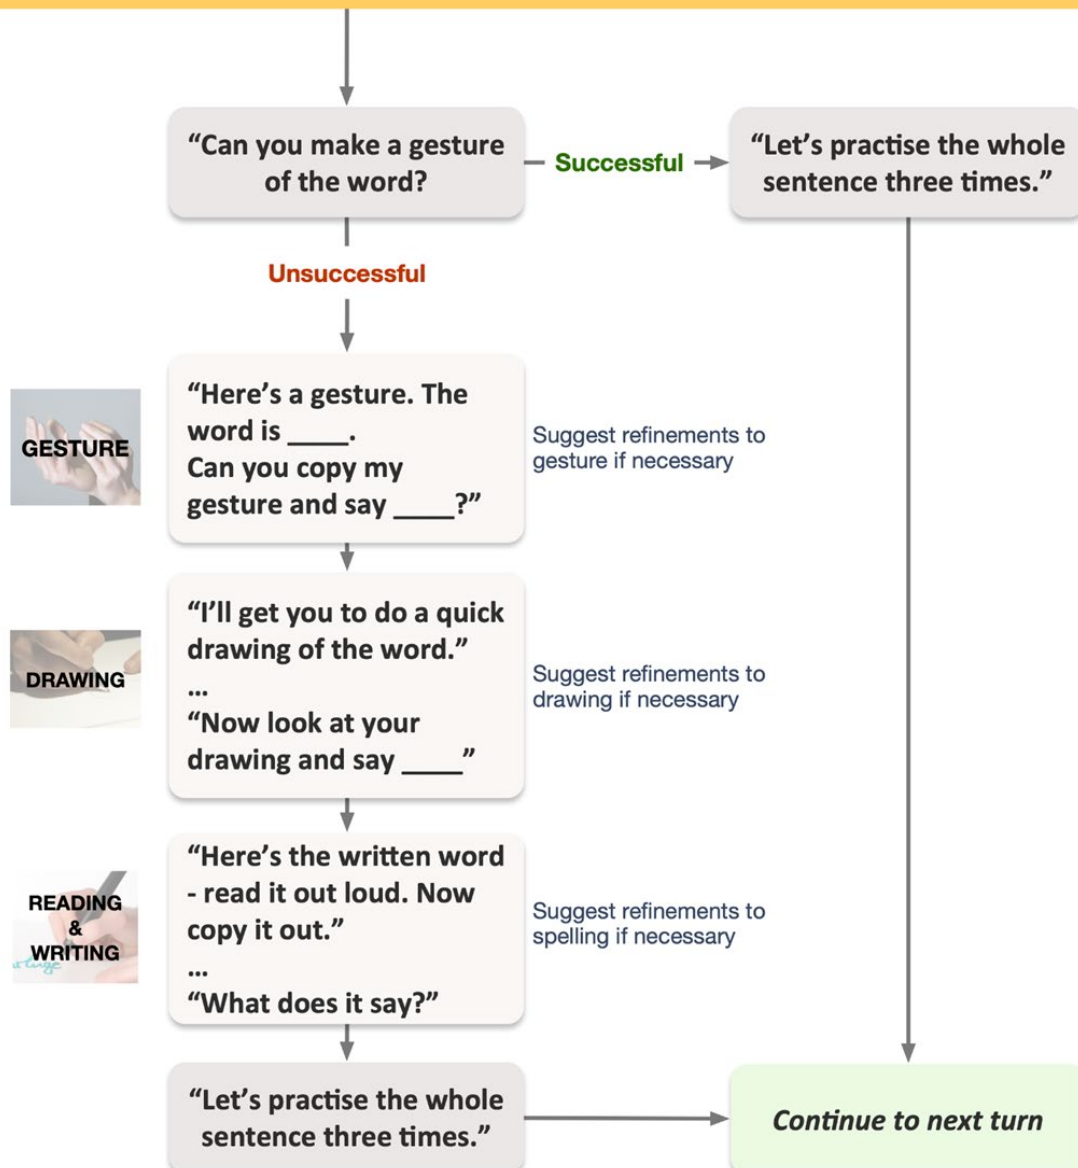 “Can you make a gesture
of the word?
Successful
“Let’s practise the whole
sentence three times.”
Unsuccessful
GESTURE
“Here’s a gesture. The
word is ____.
Can you copy my
gesture and say ____?”
Suggest refinements to
gesture if necessary
DRAWING
“I’ll get you to do a quick
drawing of the word.”
...
“Now look at your
drawing and say ____”
Suggest refinements to
drawing if necessary
READING
&
WRITING
“Here’s the written word
- read it out loud. Now
copy it out.”
...
“What does it say?”
Suggest refinements to
spelling if necessary
“Let’s practise the whole
sentence three times.”
Continue to next turn